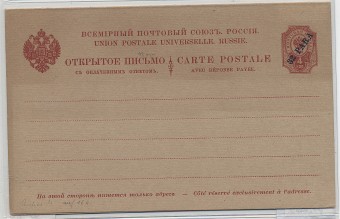 ВСЕМІРНЫЙ ПОЧТОВЫЙ СОЮЗЪ. РОССІЯ.
UNION POSTALE UNIVERSELLE. RUSSIE.
ОТКРЫТОЕ ПИСЬМО CARTE POSTALE
СЪ ОПЛАЧЕННЫМЪ ОТВѢТОМЪ. AVEC RÉPONSE PAYÉE.
PARA
На этой сторонѣ пишется только адресъ. — Côté réservé exclusivement à l'adresse.